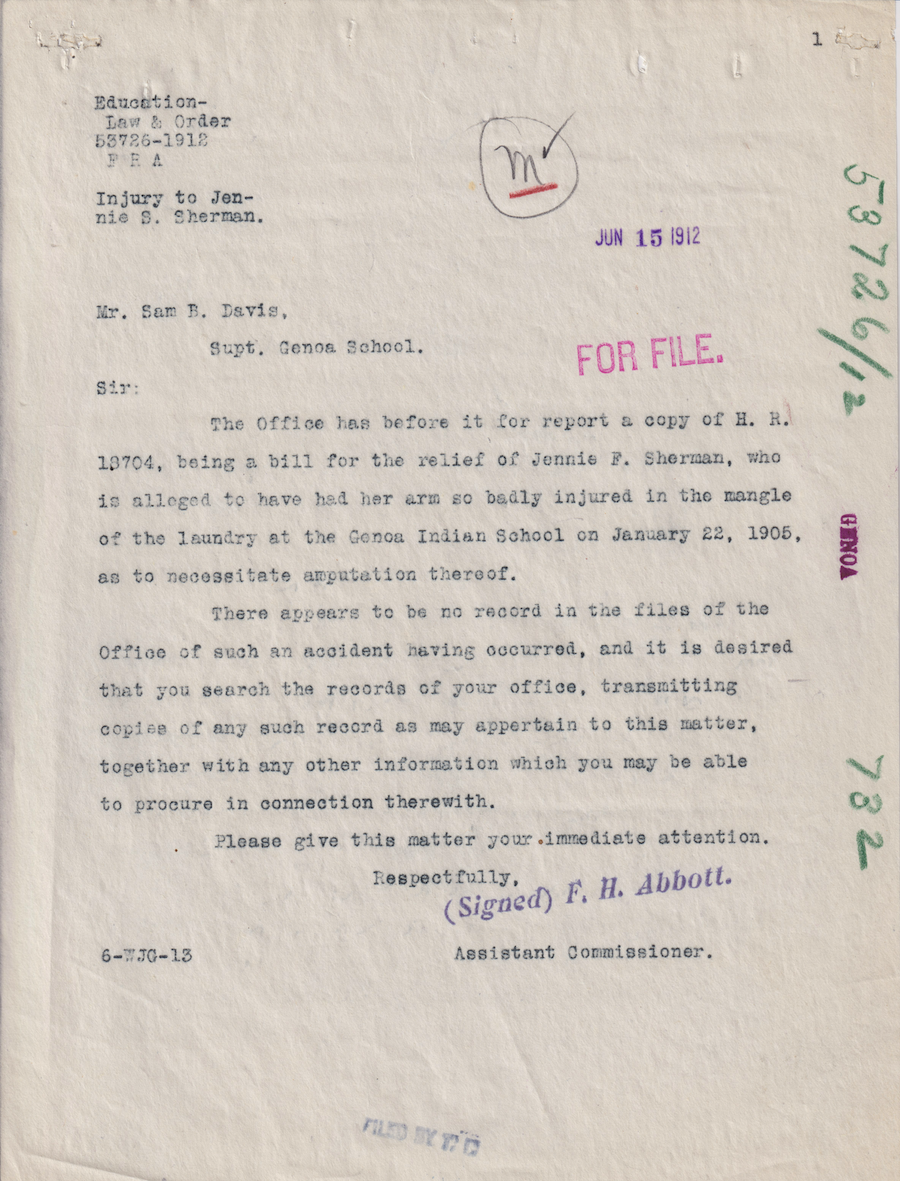 1
Education-
Law & Order
53726-1912
F R A
Injury to Jen-
nie S. Sherman.
m
JUN 15 1912
Mr. Sam B. Davis,
Supt. Genoa School.
FOR FILE.
Sir:
The Office has before it for report a copy of H. R.
18704, being a bill for the relief of Jennie F. Sherman, who
is alleged to have had her arm so badly injured in the mangle
of the laundry at the Genoa Indian School on January 22, 1905,
as to necessitate amputation thereof.
There appears to be no record in the files of the
Office of such an accident having occurred, and it is desired
that you search the records of your office, transmitting
copies of any such record as may appertain to this matter,
together with any other information which you may be able
to procure in connection therewith.
Please give this matter your immediate attention.
Respectfully,
(Signed) F. H. Abbott.
6-WJG-13
Assistant Commissioner.
53726/12
GENOA
782
FILED BY